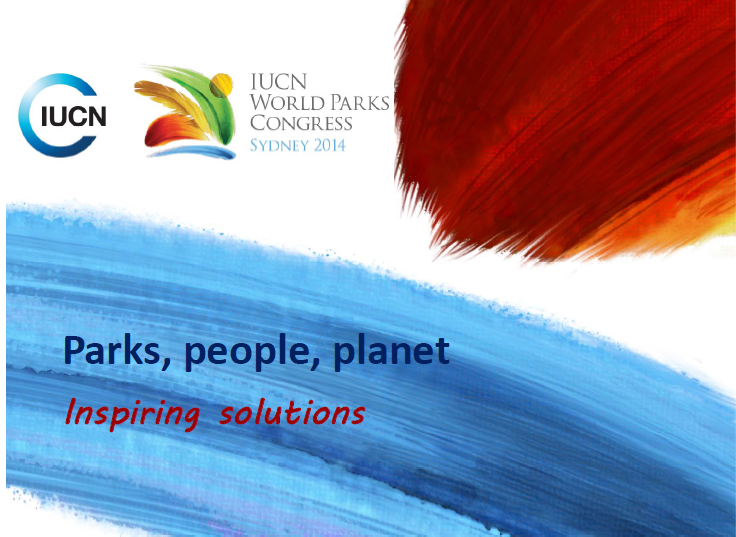 IUCN
IUCN
WORLD PARKS
CONGRESS
SYDNEY 2014
Parks, people, planet
Inspiring solutions